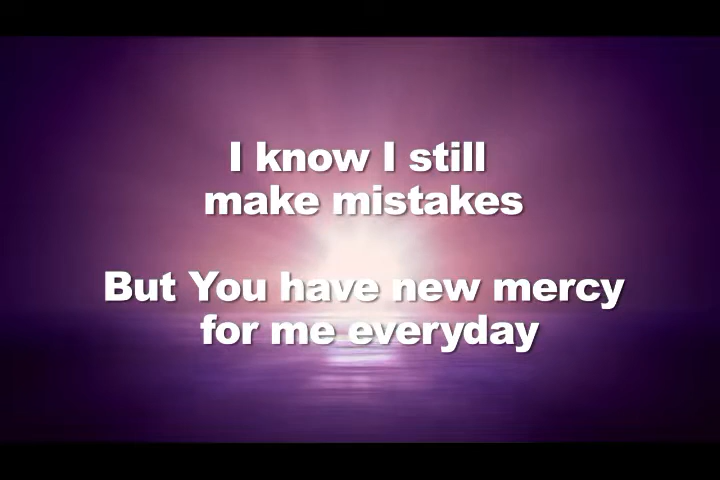 I know I still
make mistakes
But You have new mercy
for me everyday